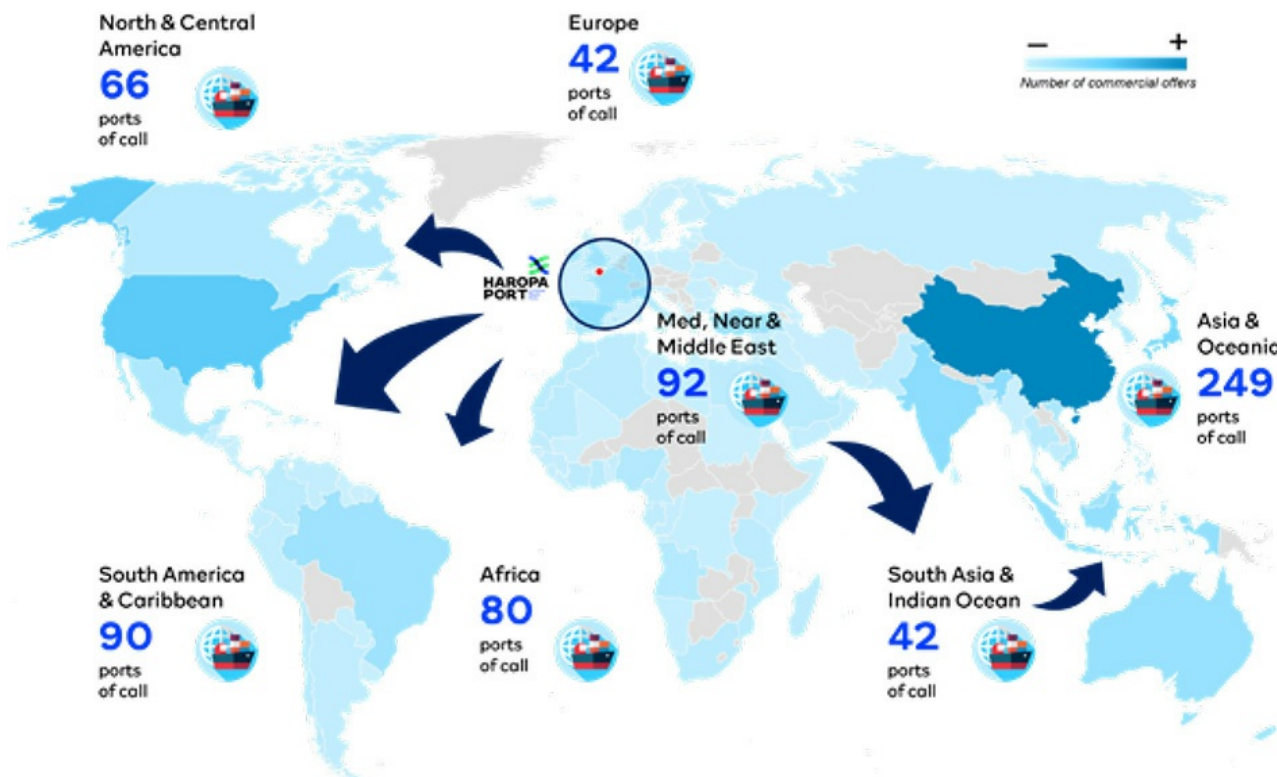 North & Central
America
66
ports
of call
Europe
42
ports
of call
− +
Number of commercial offers
HAROPA
PORT
Med, Near &
Middle East
92
ports
of call
Asia &
Oceania
249
ports
of call
South America
& Caribbean
90
ports
of call
Africa
80
ports
of call
South Asia &
Indian Ocean
42
ports
of call